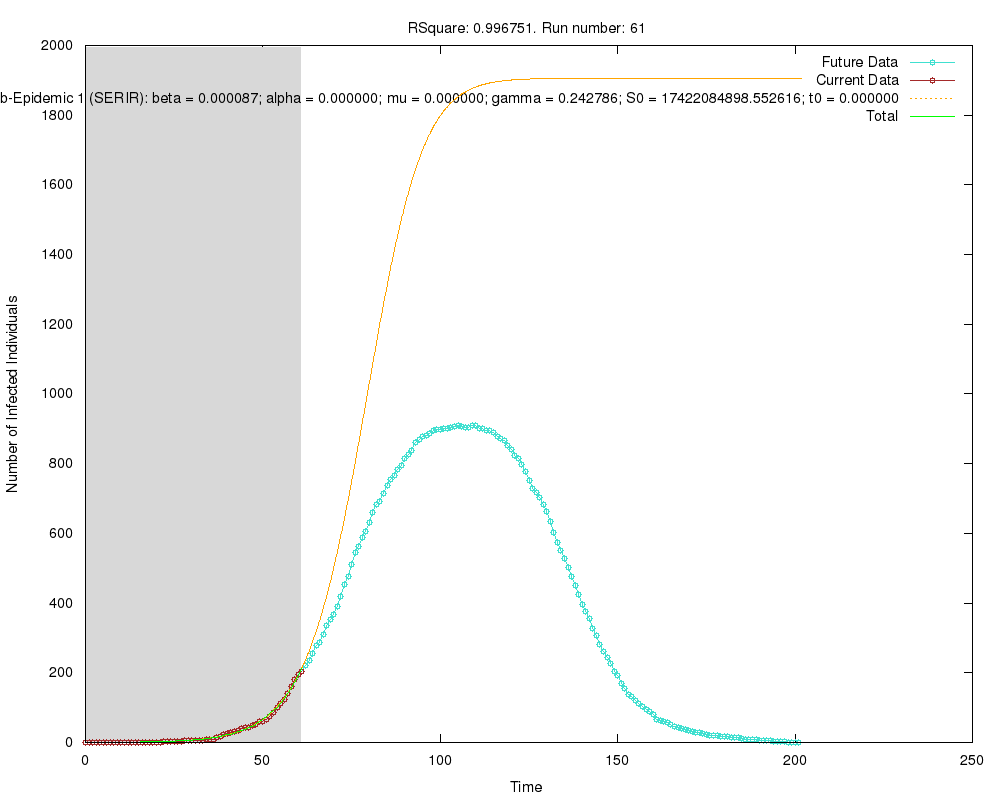 RSquare: 0.996751. Run number: 61
2000
1800
1600
1400
1200
1000
800
600
400
200
0
Number of Infected Individuals
Future Data
Current Data
b-Epidemic 1 (SERIR): beta = 0.000087; alpha = 0.000000; mu = 0.000000; gamma = 0.242786; S0 = 17422084898.552616; t0 = 0.000000
Total
0 50 100 150 200 250
Time